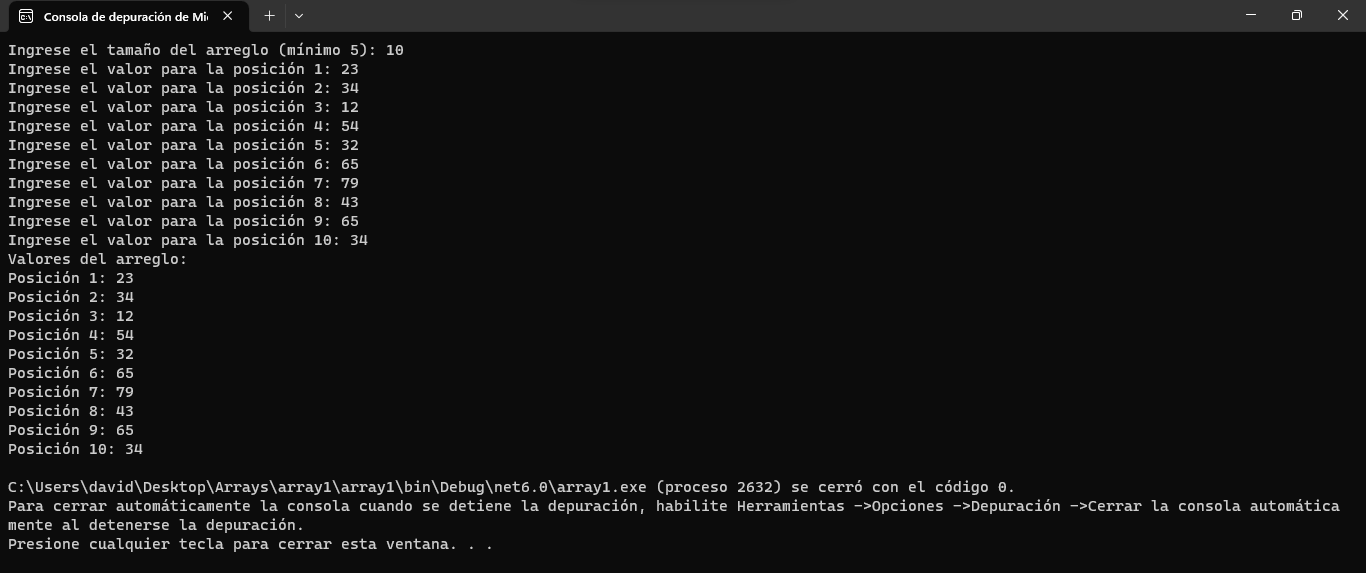 Consola de depuración de Mi
Ingrese el tamaño del arreglo (mínimo 5): 10
Ingrese el valor para la posición 1: 23
Ingrese el valor para la posición 2: 34
Ingrese el valor para la posición 3: 12
Ingrese el valor para la posición 4: 54
Ingrese el valor para la posición 5: 32
Ingrese el valor para la posición 6: 65
Ingrese el valor para la posición 7: 79
Ingrese el valor para la posición 8: 43
Ingrese el valor para la posición 9: 65
Ingrese el valor para la posición 10: 34
Valores del arreglo:
Posición 1: 23
Posición 2: 34
Posición 3: 12
Posición 4: 54
Posición 5: 32
Posición 6: 65
Posición 7: 79
Posición 8: 43
Posición 9: 65
Posición 10: 34
C:\Users\david\Desktop\Arrays\array1\array1\bin\Debug\net6.0\array1.exe (proceso 2632) se cerró con el código 0.
Para cerrar automáticamente la consola cuando se detiene la depuración, habilite Herramientas ->Opciones ->Depuración ->Cerrar la consola automática
mente al detenerse la depuración.
Presione cualquier tecla para cerrar esta ventana. . .